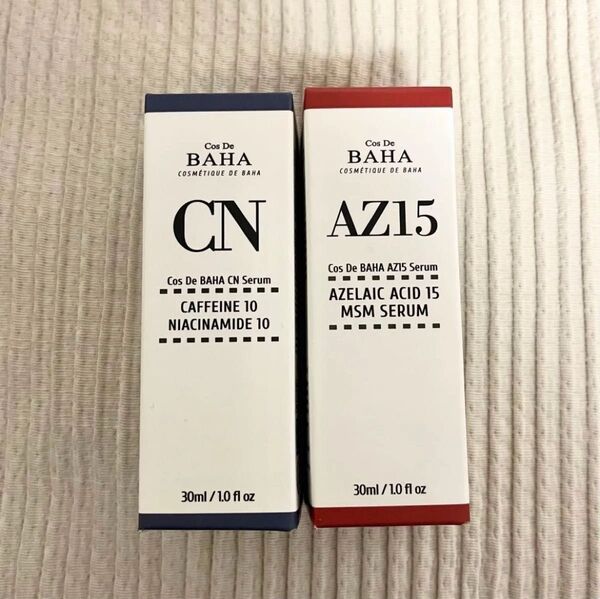 Cos De
BAHA
COSMÉTIQUE DE BAHA
CN
Cos De BAHA CN Serum
CAFFEINE 10
NIACINAMIDE 10
30ml / 1.0 fl oz
Cos De
BAHA
COSMÉTIQUE DE BAHA
AZ15
Cos De BAHA AZ15 Serum
AZELAIC ACID 15
MSM SERUM
30ml / 1.0 fl oz